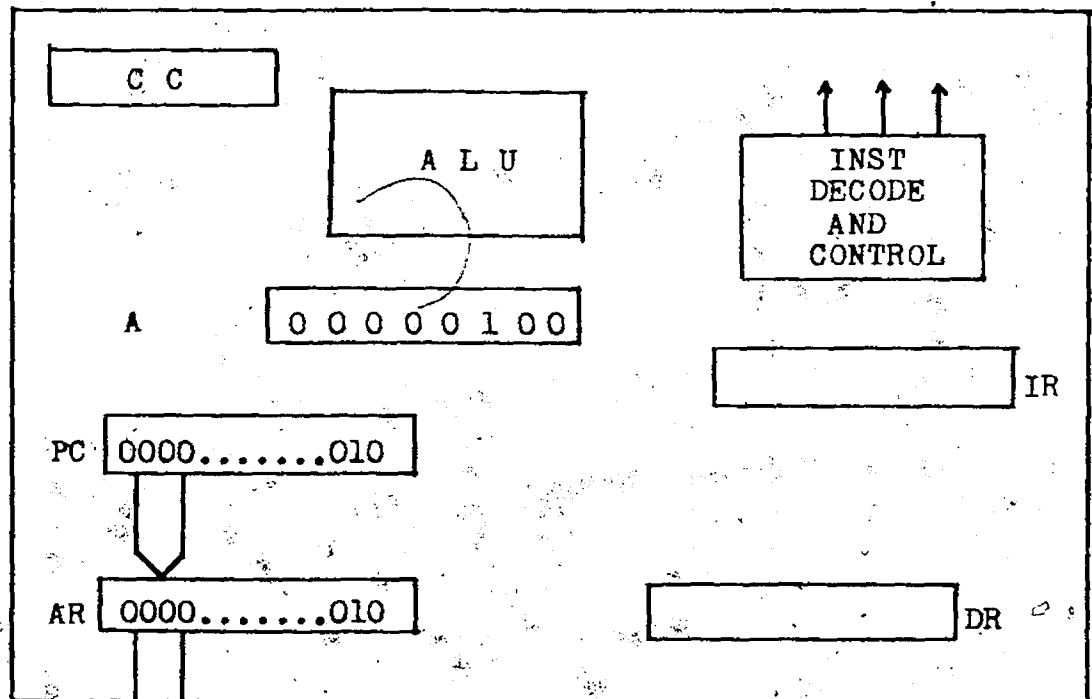 C C
A L U
INST
DECODE
AND
CONTROL
A 0 0 0 0 0 1 0 0
IR
PC 0000.......010
AR 0000.......010
DR